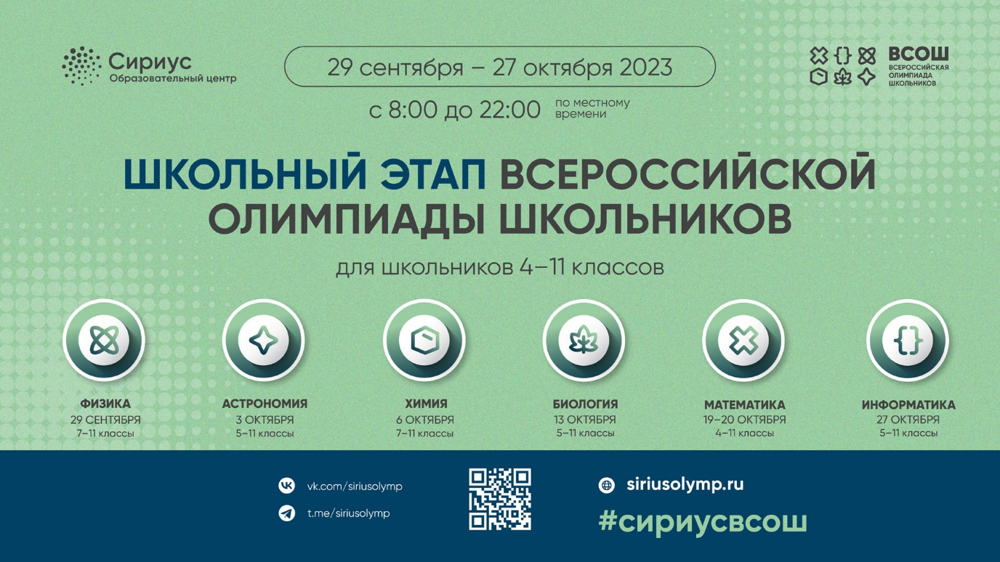 Сириус
Образовательный центр
29 сентября – 27 октября 2023
с 8:00 до 22:00 по местному
времени
ВСОШ
ВСЕРОССИЙСКАЯ
ОЛИМПИАДА
ШКОЛЬНИКОВ
ШКОЛЬНЫЙ ЭТАП ВСЕРОССИЙСКОЙ
ОЛИМПИАДЫ ШКОЛЬНИКОВ
для школьников 4–11 классов
ФИЗИКА
29 СЕНТЯБРЯ
7–11 классы
АСТРОНОМИЯ
3 ОКТЯБРЯ
5–11 классы
ХИМИЯ
6 ОКТЯБРЯ
7–11 классы
БИОЛОГИЯ
13 ОКТЯБРЯ
5–11 классы
МАТЕМАТИКА
19–20 ОКТЯБРЯ
4–11 классы
ИНФОРМАТИКА
27 ОКТЯБРЯ
5–11 классы
vk.com/siriusolymp
t.me/siriusolymp
siriusolymp.ru
#сириусвсош